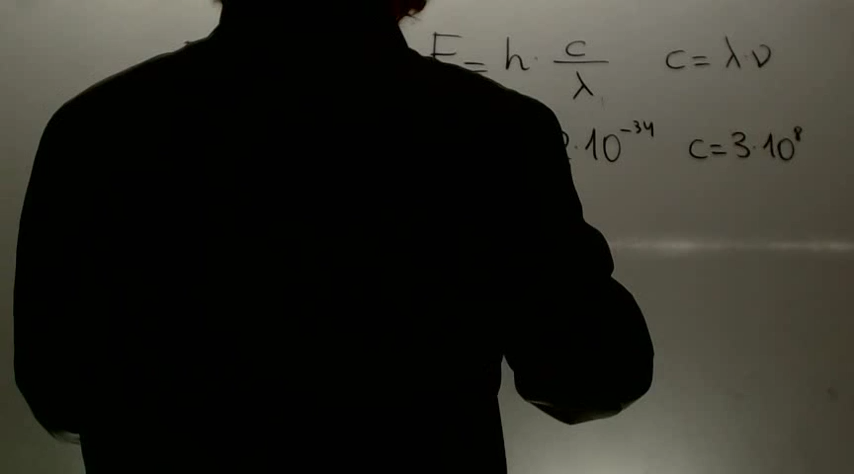 E = h · c/λ   c = λ · ν
· 10⁻³⁴   c = 3 · 10⁸